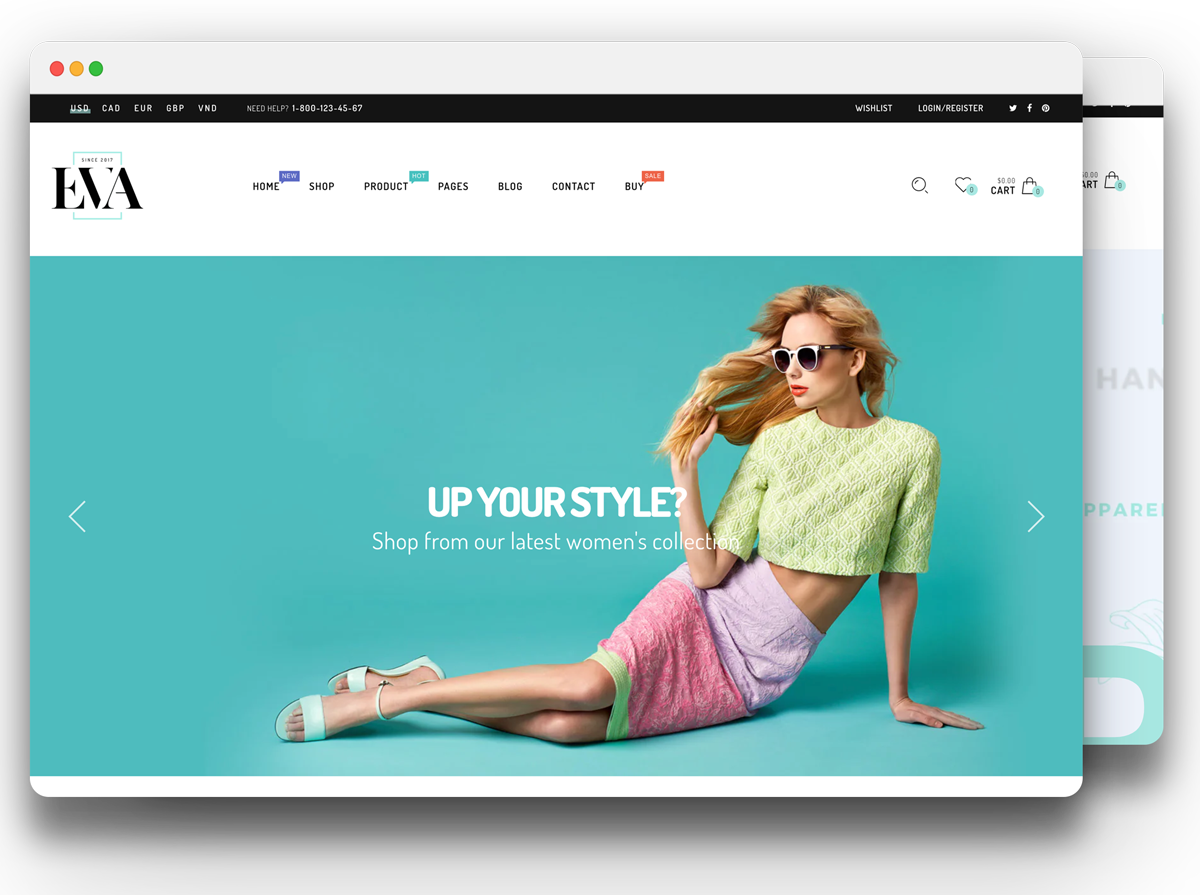 USD CAD EUR GBP VND NEED HELP? 1-800-123-45-67 WISHLIST LOGIN/REGISTER
SINCE 2017
EVA
NEW HOT SALE
HOME SHOP PRODUCT PAGES BLOG CONTACT BUY
$0.00
CART 0 0
UP YOUR STYLE?
Shop from our latest women's collection
$0.00
ART 0
HAN
PPAREL